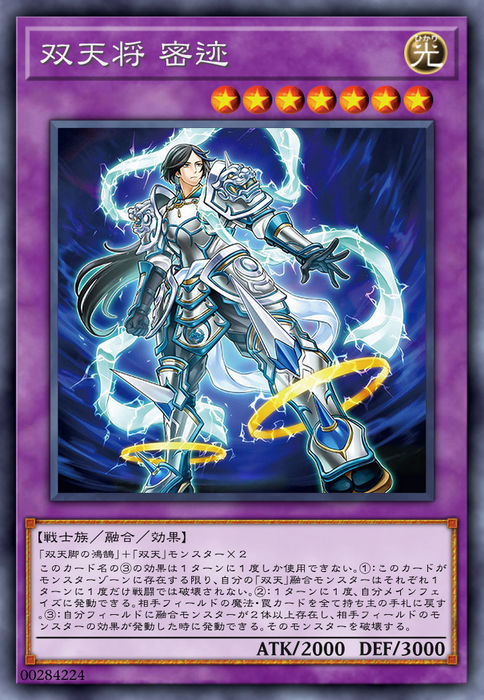 双天将 密迹
光
ひかり
【戦士族／融合／効果】
「双天脚の鴻鵠」＋「双天」モンスター×２
このカード名の③の効果は１ターンに１度しか使用できない。①：このカードが
モンスターゾーンに存在する限り、自分の「双天」融合モンスターはそれぞれ１
ターンに１度だけ戦闘では破壊されない。②：１ターンに１度、自分メインフェ
イズに発動できる。相手フィールドの魔法・罠カードを全て持ち主の手札に戻す
。③：自分フィールドに融合モンスターが２体以上存在し、相手フィールドのモ
ンスターの効果が発動した時に発動できる。そのモンスターを破壊する。
ATK/2000 DEF/3000
00284224